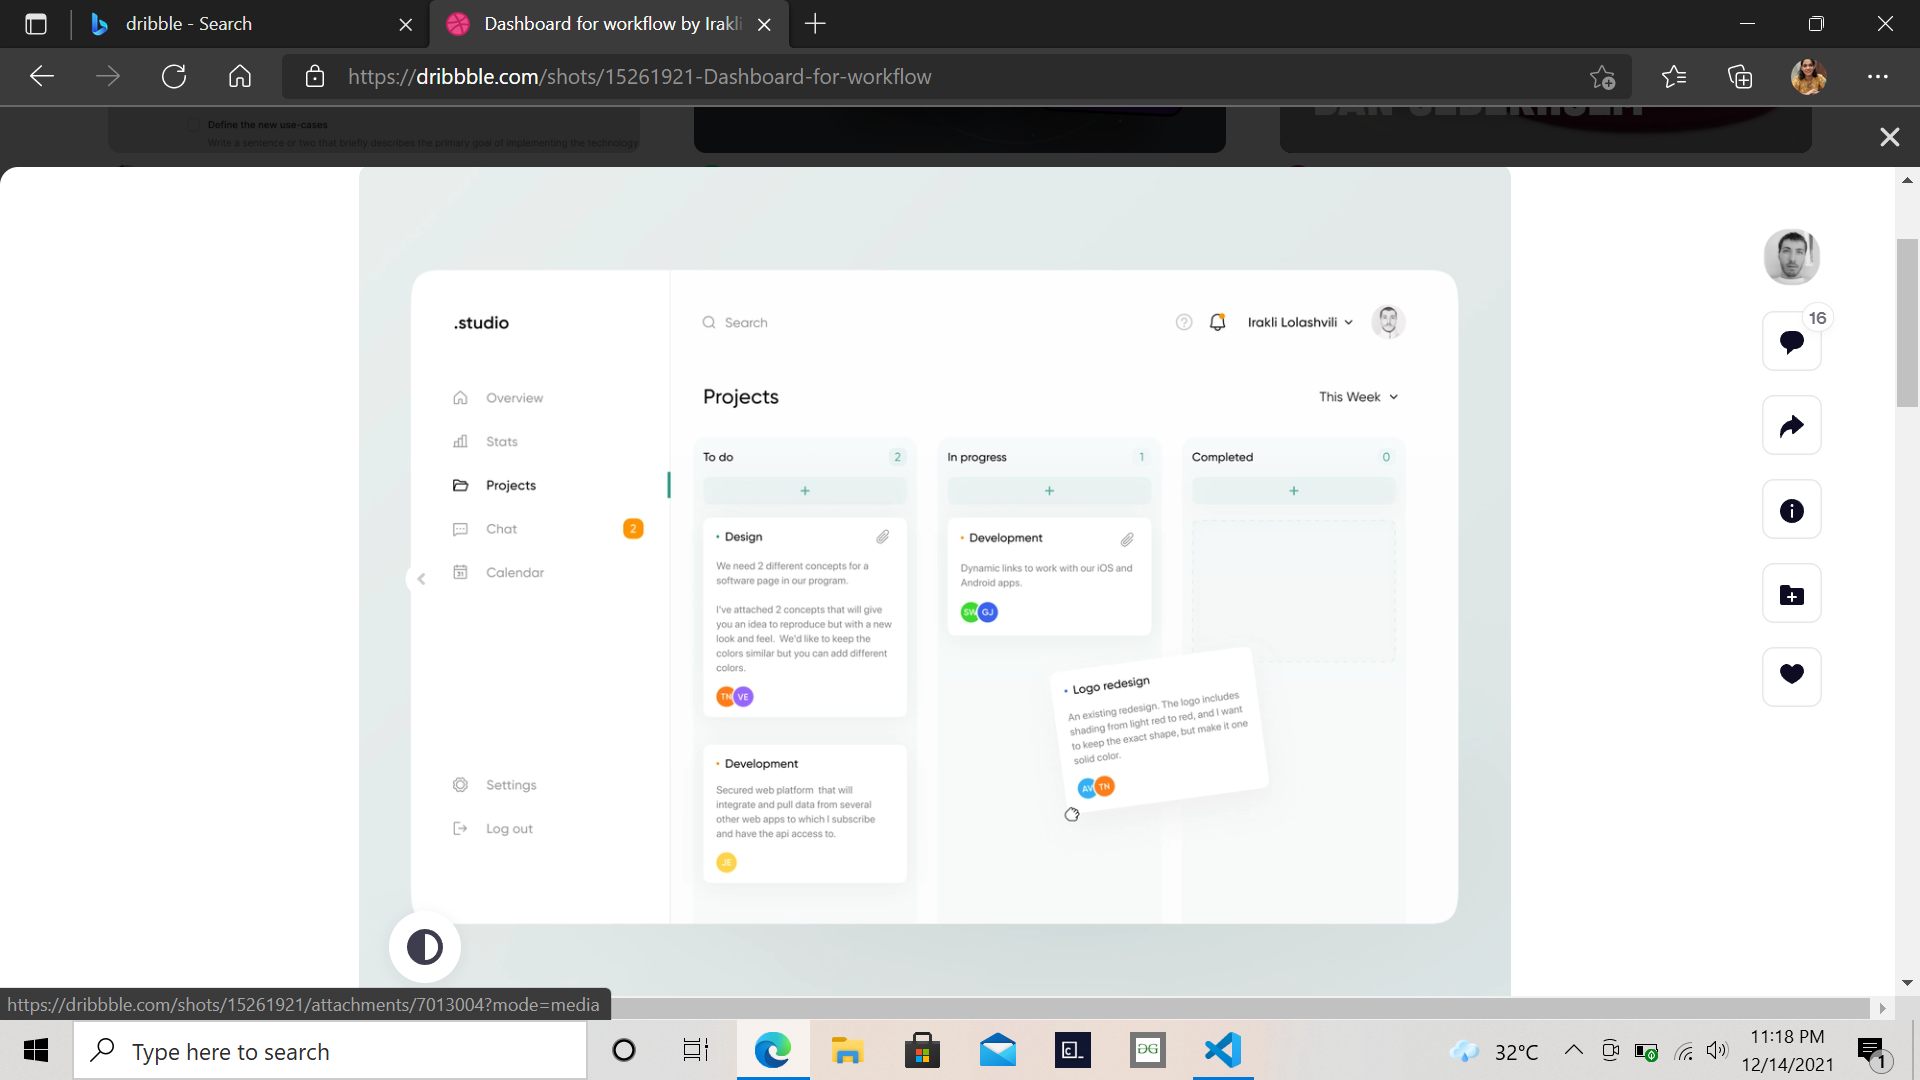 dribble - Search
Dashboard for workflow by Irakli
https://dribbble.com/shots/15261921-Dashboard-for-workflow
Define the new use-cases
Write a sentence or two that briefly describes the primary goal of implementing the technology
.studio
Search
Irakli Lolashvili
16
Overview
Stats
Projects
Chat
2
Calendar
31
Settings
Log out
Projects
This Week
To do
2
+
Design
We need 2 different concepts for a
software page in our program.
I've attached 2 concepts that will give
you an idea to reproduce but with a new
look and feel. We'd like to keep the
colors similar but you can add different
colors.
TN VE
Development
Secured web platform that will
integrate and pull data from several
other web apps to which I subscribe
and have the api access to.
JE
In progress
1
+
Development
Dynamic links to work with our iOS and
Android apps.
SW GJ
Completed
0
+
Logo redesign
An existing redesign. The logo includes
shading from light red to red, and I want
to keep the exact shape, but make it one
solid color.
AV TN
https://dribbble.com/shots/15261921/attachments/7013004?mode=media
Type here to search
32°C
11:18 PM
12/14/2021
1